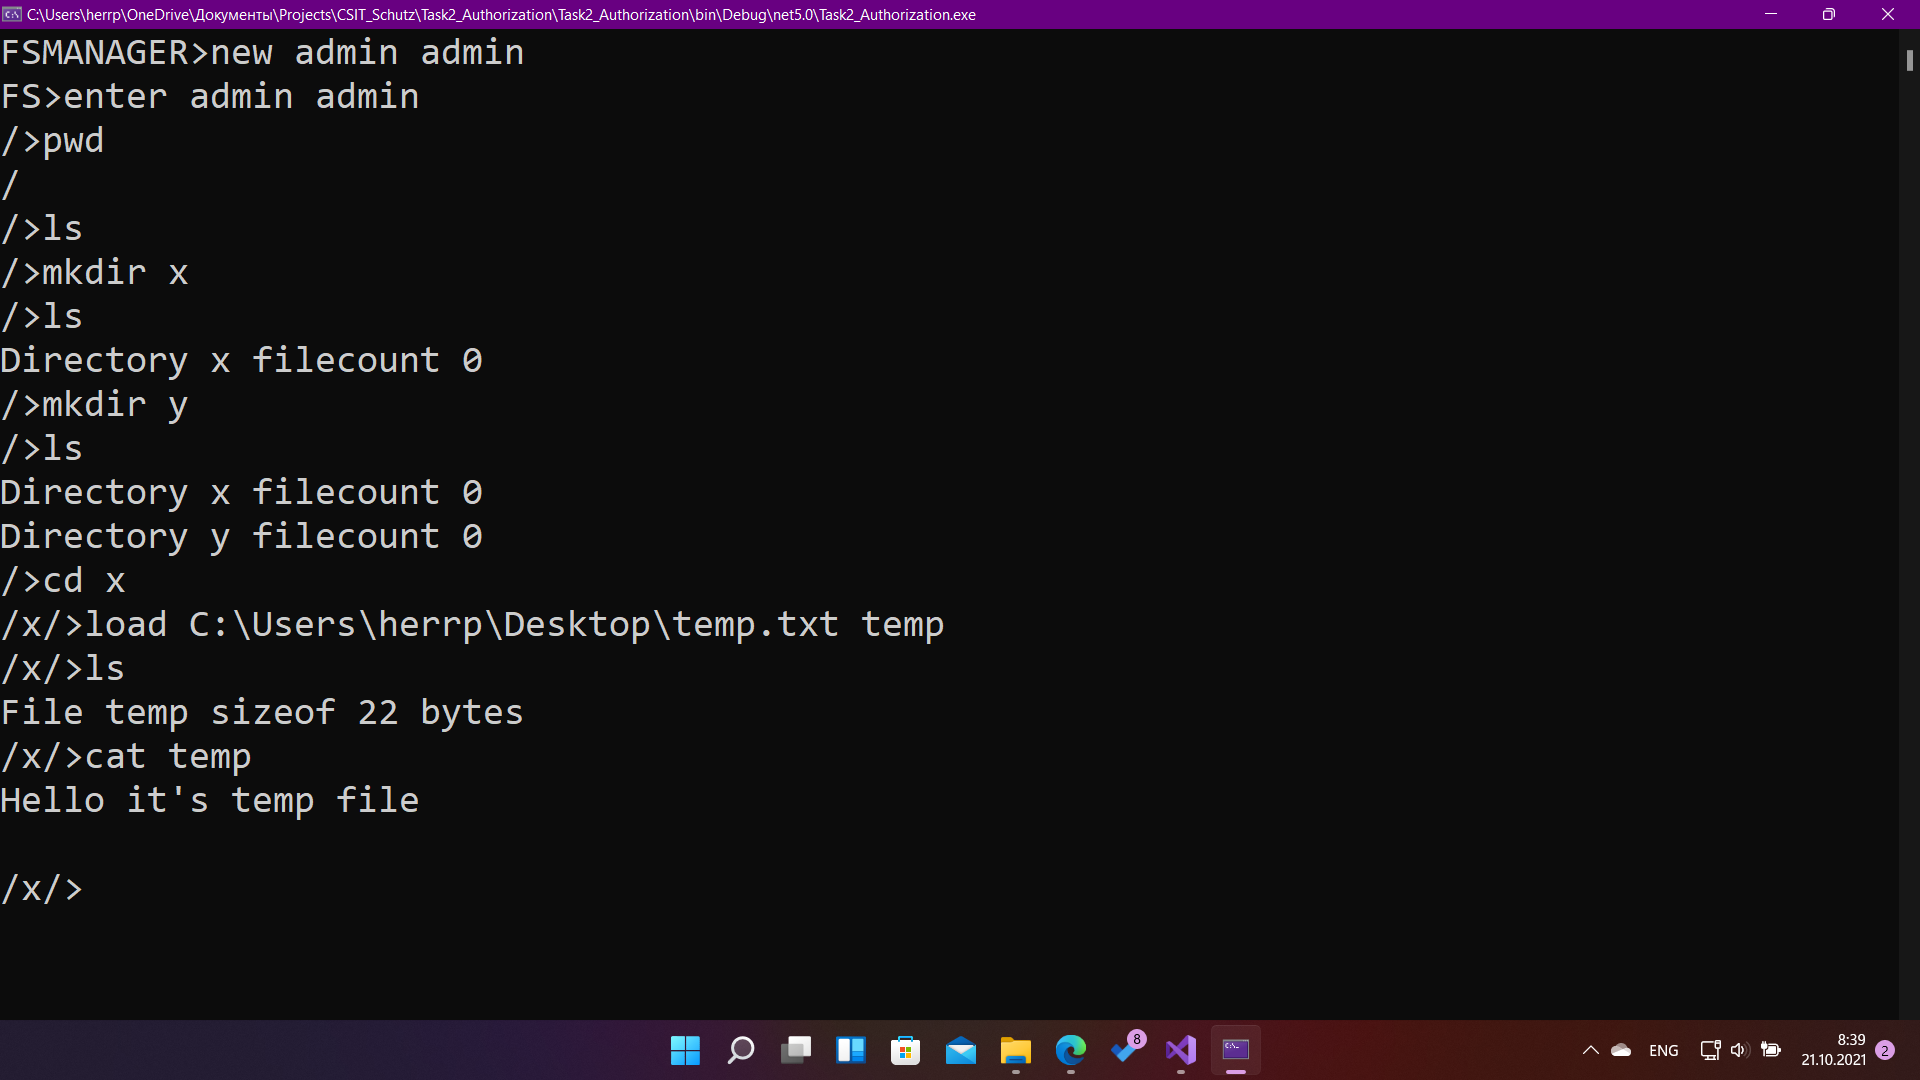 C:\Users\herrp\OneDrive\Документы\Projects\CSIT_Schutz\Task2_Authorization\Task2_Authorization\bin\Debug\net5.0\Task2_Authorization.exe
FSMANAGER>new admin admin
FS>enter admin admin
/>pwd
/
/>ls
/>mkdir x
/>ls
Directory x filecount 0
/>mkdir y
/>ls
Directory x filecount 0
Directory y filecount 0
/>cd x
/x/>load C:\Users\herrp\Desktop\temp.txt temp
/x/>ls
File temp sizeof 22 bytes
/x/>cat temp
Hello it's temp file
/x/>
8
ENG
8:39
21.10.2021
2